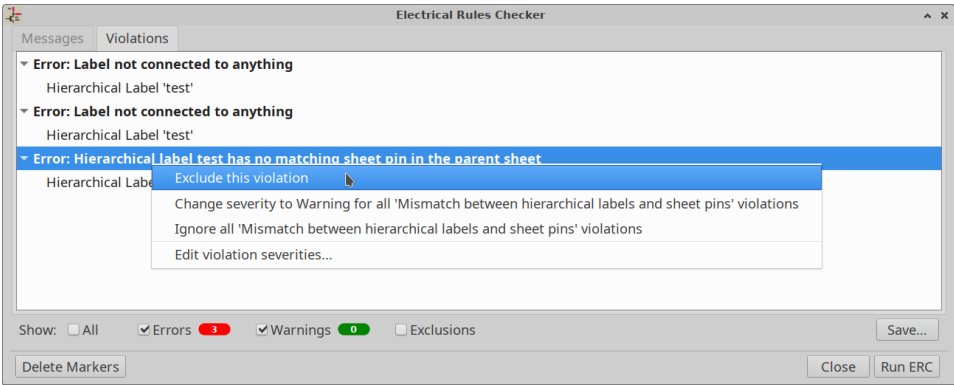 Electrical Rules Checker
Messages Violations
Error: Label not connected to anything
Hierarchical Label 'test'
Error: Label not connected to anything
Hierarchical Label 'test'
Error: Hierarchical label test has no matching sheet pin in the parent sheet
Hierarchical Labe
Exclude this violation
Change severity to Warning for all 'Mismatch between hierarchical labels and sheet pins' violations
Ignore all 'Mismatch between hierarchical labels and sheet pins' violations
Edit violation severities...
Show: All Errors 3 Warnings 0 Exclusions Save...
Delete Markers Close Run ERC